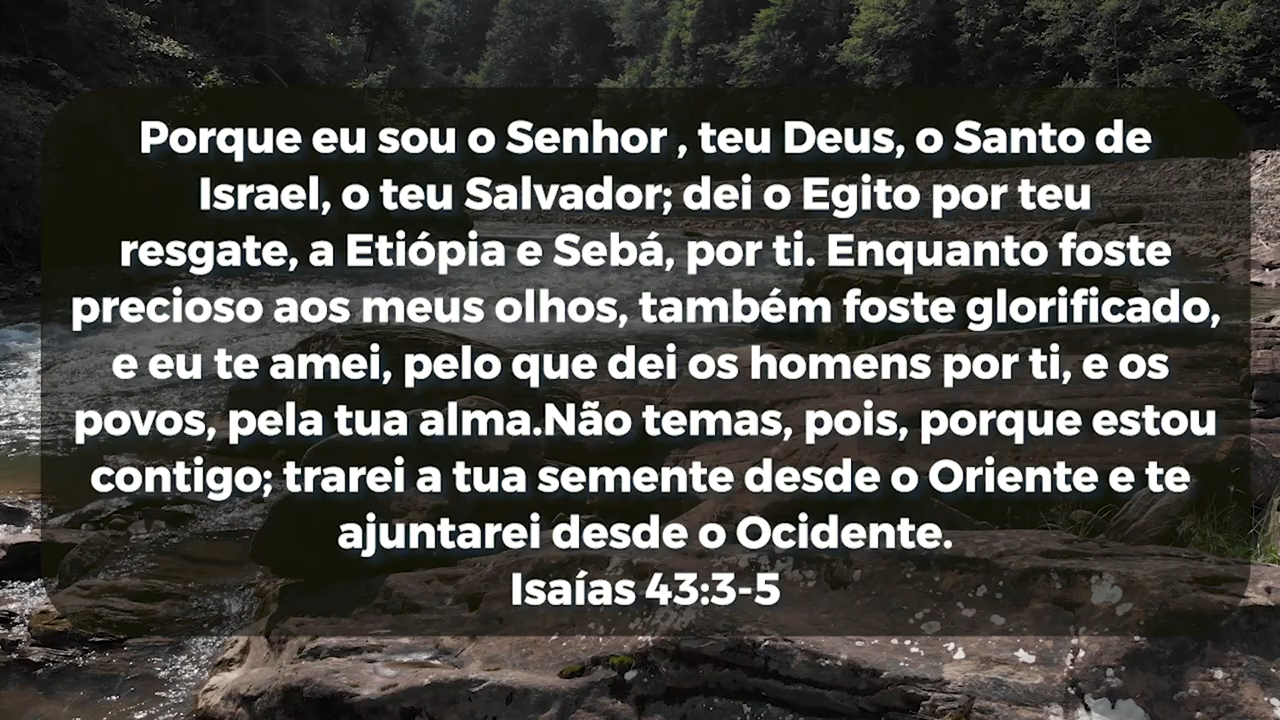 Porque eu sou o Senhor , teu Deus, o Santo de
Israel, o teu Salvador; dei o Egito por teu
resgate, a Etiópia e Sebá, por ti. Enquanto foste
precioso aos meus olhos, também foste glorificado,
e eu te amei, pelo que dei os homens por ti, e os
povos, pela tua alma.Não temas, pois, porque estou
contigo; trarei a tua semente desde o Oriente e te
ajuntarei desde o Ocidente.
Isaías 43:3-5